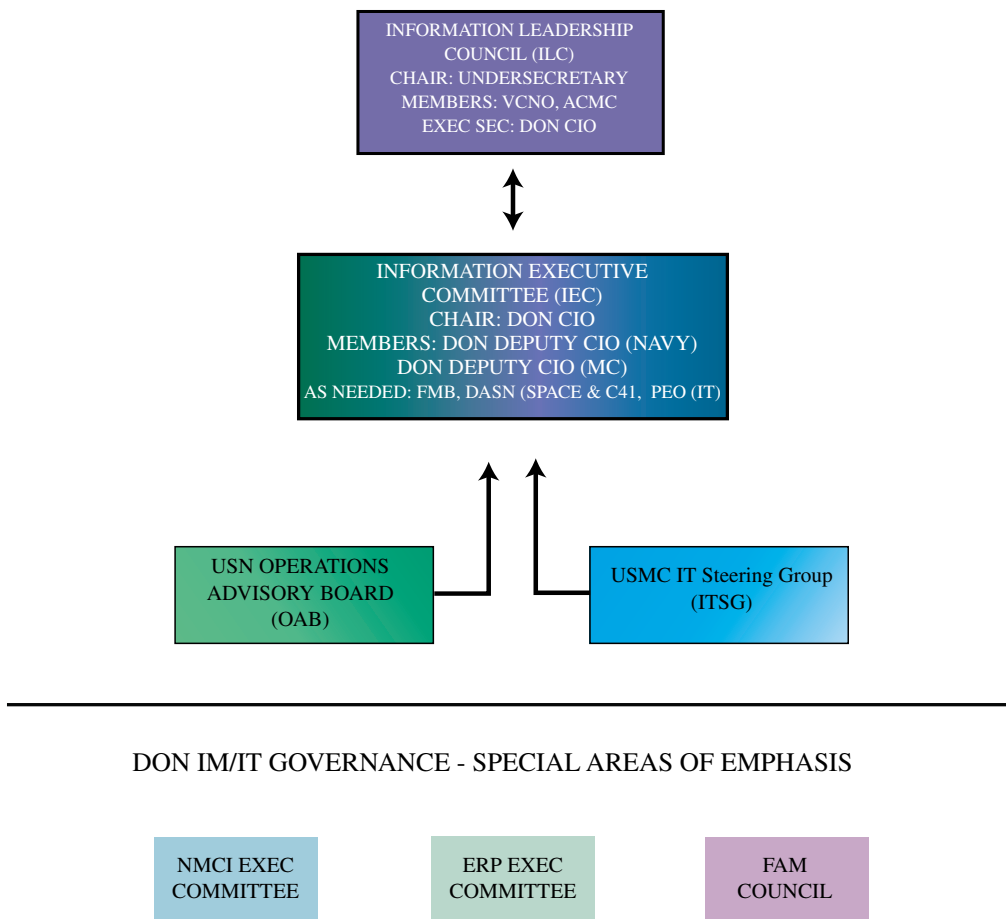 INFORMATION LEADERSHIP
COUNCIL (ILC)
CHAIR: UNDERSECRETARY
MEMBERS: VCNO, ACMC
EXEC SEC: DON CIO
INFORMATION EXECUTIVE
COMMITTEE (IEC)
CHAIR: DON CIO
MEMBERS: DON DEPUTY CIO (NAVY)
DON DEPUTY CIO (MC)
AS NEEDED: FMB, DASN (SPACE & C41, PEO (IT)
USN OPERATIONS
ADVISORY BOARD
(OAB)
USMC IT Steering Group
(ITSG)
DON IM/IT GOVERNANCE - SPECIAL AREAS OF EMPHASIS
NMCI EXEC
COMMITTEE
ERP EXEC
COMMITTEE
FAM
COUNCIL